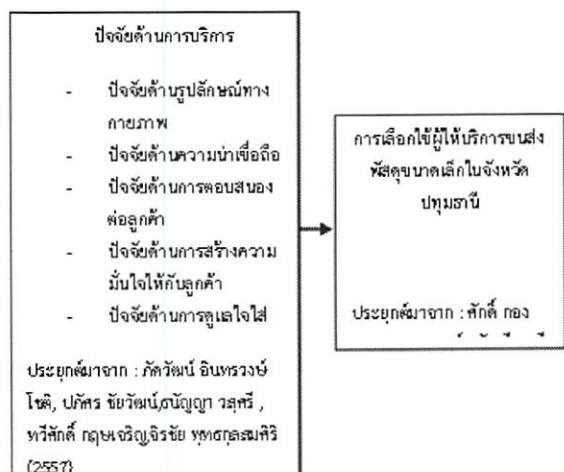 ปัจจัยด้านการบริการ
- ปัจจัยด้านรูปลักษณ์ทาง
กายภาพ
- ปัจจัยด้านความน่าเชื่อถือ
- ปัจจัยด้านการตอบสนอง
ต่อลูกค้า
- ปัจจัยด้านการสร้างความ
มั่นใจให้กับลูกค้า
- ปัจจัยด้านการดูแลใจใส่
ประยุกต์มาจาก : ภัควัฒน์ อินทรวงษ์
โชติ, ปภัศร ชัยวัฒน์,ธนัญญา วสุศรี ,
ทวีศักดิ์ กฤษเจริญ,จิรชัย
(2557)
การเลือกใช้ผู้ให้บริการขนส่ง
พัสดุขนาดเล็กในจังหวัด
ปทุมธานี
ประยุกต์มาจาก : ศักดิ์ กอง